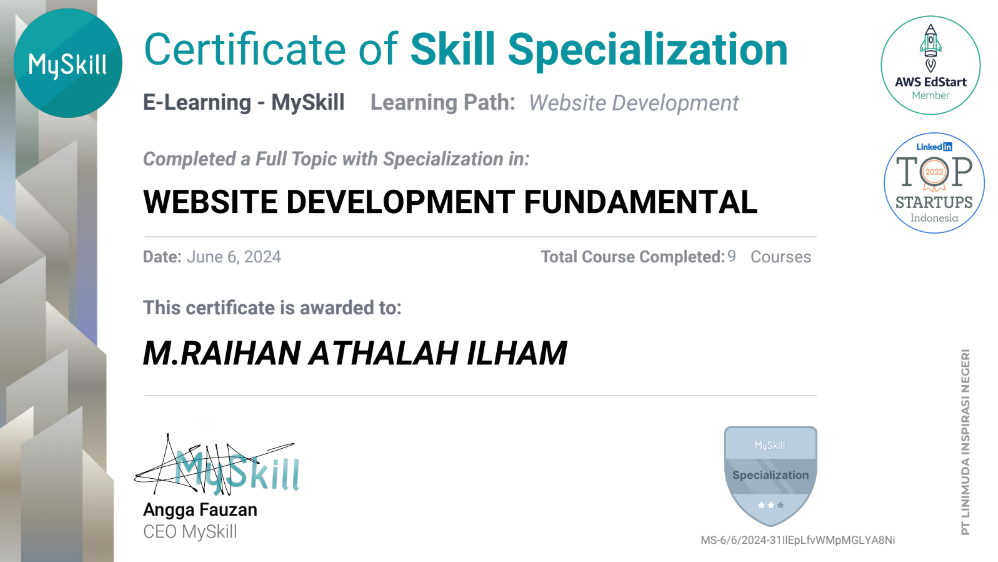 MySkill
Certificate of Skill Specialization
E-Learning - MySkill Learning Path: Website Development
AWS EdStart
Member
Completed a Full Topic with Specialization in:
WEBSITE DEVELOPMENT FUNDAMENTAL
LinkedIn
TOP
2022
STARTUPS
Indonesia
Date: June 6, 2024 Total Course Completed: 9 Courses
This certificate is awarded to:
M.RAIHAN ATHALAH ILHAM
MySkill
Angga Fauzan
CEO MySkill
MySkill
Specialization
MS-6/6/2024-31IlEpLfvWMpMGLYA8Ni
PT LINIMUDA INSPIRASI NEGERI